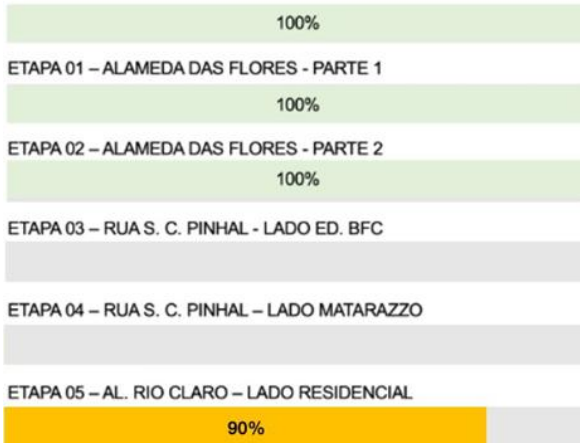 100%
ETAPA 01 – ALAMEDA DAS FLORES - PARTE 1
100%
ETAPA 02 – ALAMEDA DAS FLORES - PARTE 2
100%
ETAPA 03 – RUA S. C. PINHAL - LADO ED. BFC
ETAPA 04 – RUA S. C. PINHAL – LADO MATARAZZO
ETAPA 05 – AL. RIO CLARO – LADO RESIDENCIAL
90%